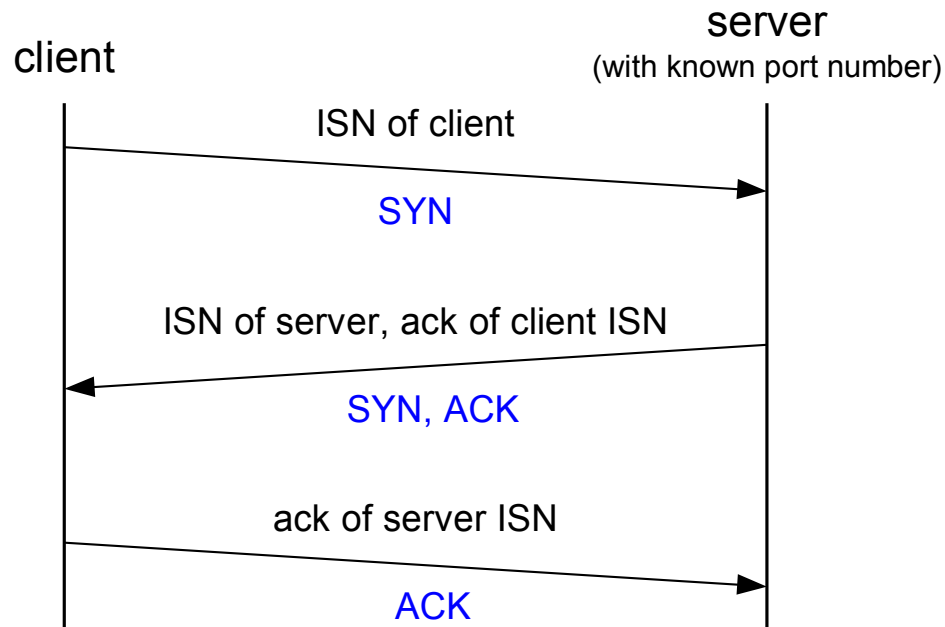 server
client
(with known port number)
ISN of client
SYN
ISN of server, ack of client ISN
SYN, ACK
ack of server ISN
ACK